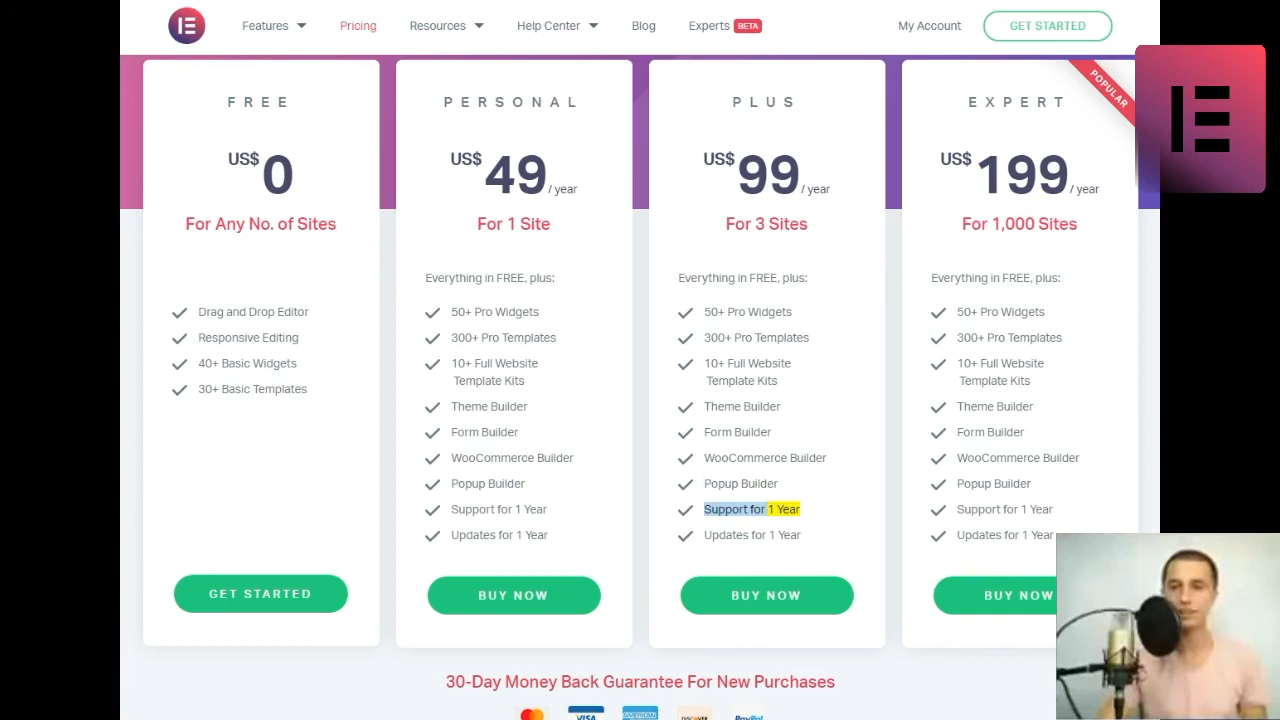 Features
Pricing
Resources
Help Center
Blog
Experts BETA
My Account
GET STARTED
FREE
US$ 0
For Any No. of Sites
Drag and Drop Editor
Responsive Editing
40+ Basic Widgets
30+ Basic Templates
GET STARTED
PERSONAL
US$ 49 / year
For 1 Site
Everything in FREE, plus:
50+ Pro Widgets
300+ Pro Templates
10+ Full Website
Template Kits
Theme Builder
Form Builder
WooCommerce Builder
Popup Builder
Support for 1 Year
Updates for 1 Year
BUY NOW
PLUS
US$ 99 / year
For 3 Sites
Everything in FREE, plus:
50+ Pro Widgets
300+ Pro Templates
10+ Full Website
Template Kits
Theme Builder
Form Builder
WooCommerce Builder
Popup Builder
Support for 1 Year
Updates for 1 Year
BUY NOW
POPULAR
EXPERT
US$ 199 / year
For 1,000 Sites
Everything in FREE, plus:
50+ Pro Widgets
300+ Pro Templates
10+ Full Website
Template Kits
Theme Builder
Form Builder
WooCommerce Builder
Popup Builder
Support for 1 Year
Updates for 1 Year
BUY NOW
30-Day Money Back Guarantee For New Purchases
VISA
AMERICAN
DISCOVER
PayPal